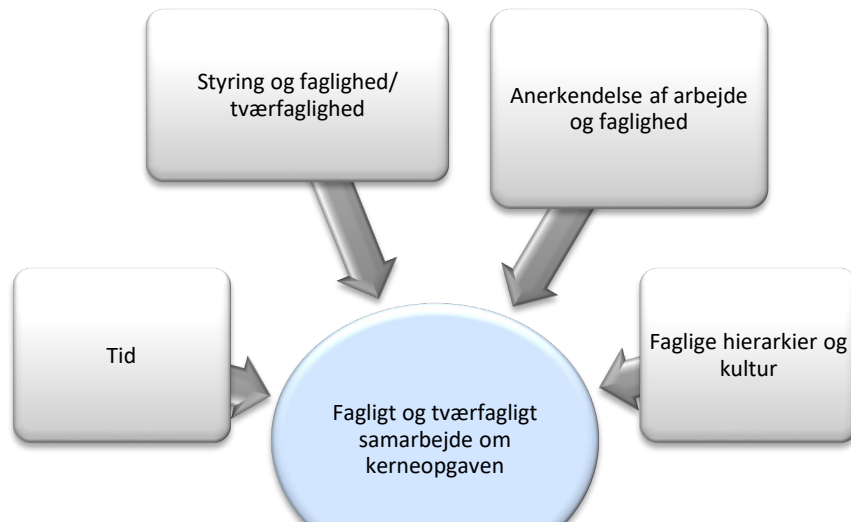 Styring og faglighed/
tværfaglighed
Anerkendelse af arbejde
og faglighed
Tid
Faglige hierarkier og
kultur
Fagligt og tværfagligt
samarbejde om
kerneopgaven